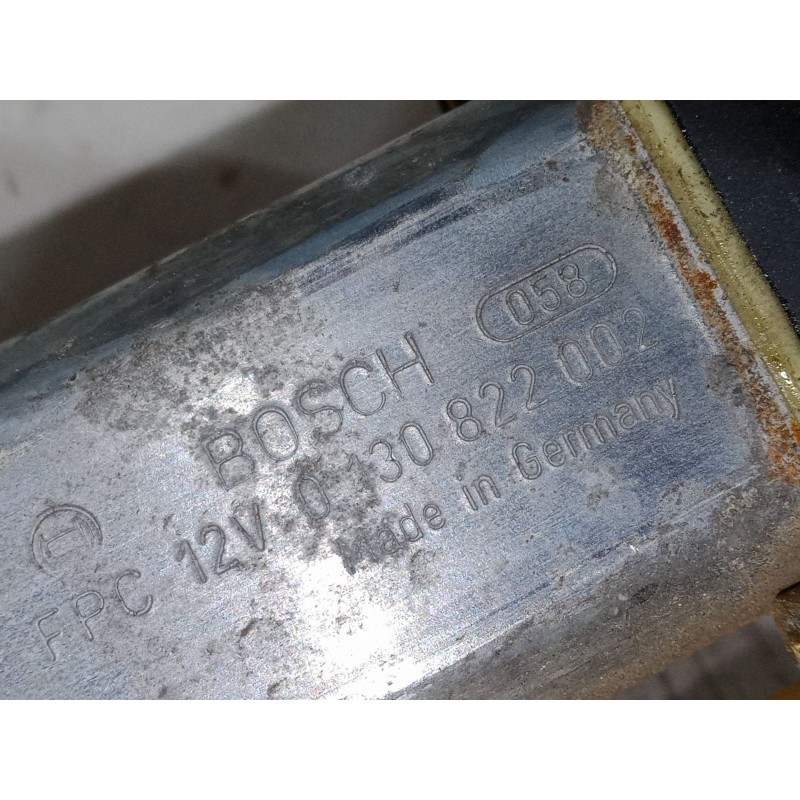 058
BOSCH
FPC 12V 0 130 822 002
Made in Germany